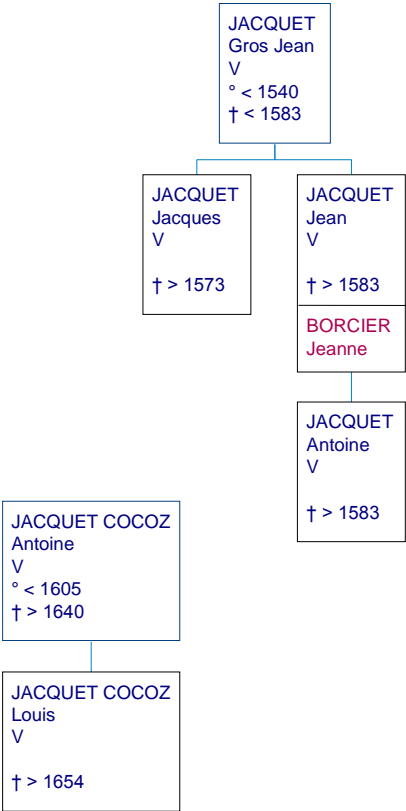 JACQUET
Gros Jean
V
° < 1540
† < 1583
JACQUET
Jacques
V
† > 1573
JACQUET
Jean
V
† > 1583
BORCIER
Jeanne
JACQUET
Antoine
V
† > 1583
JACQUET COCOZ
Antoine
V
° < 1605
† > 1640
JACQUET COCOZ
Louis
V
† > 1654